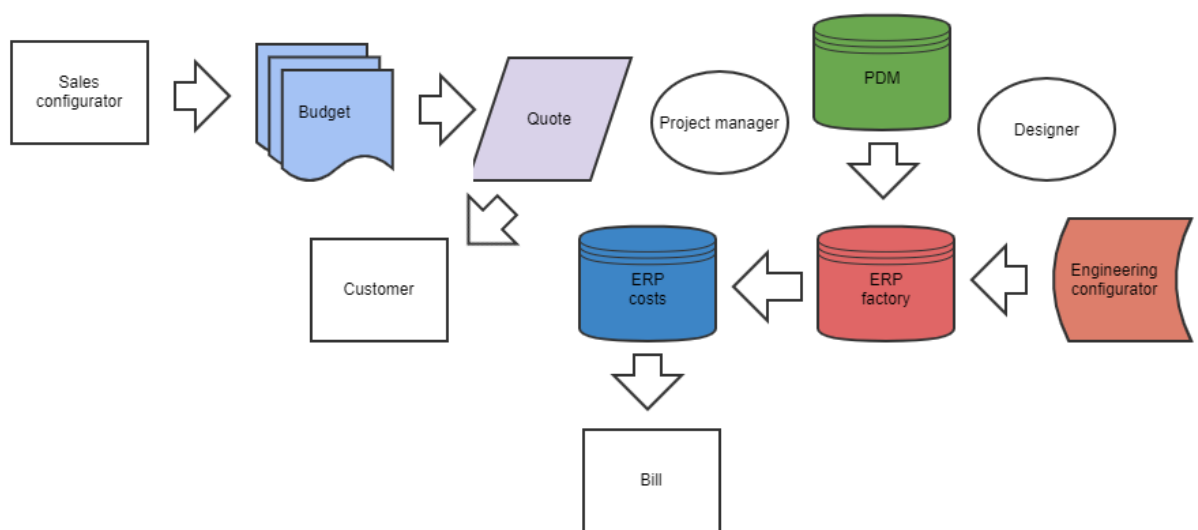 Sales
configurator
Budget
Quote
Project manager
PDM
Designer
Customer
ERP
costs
ERP
factory
Engineering
configurator
Bill